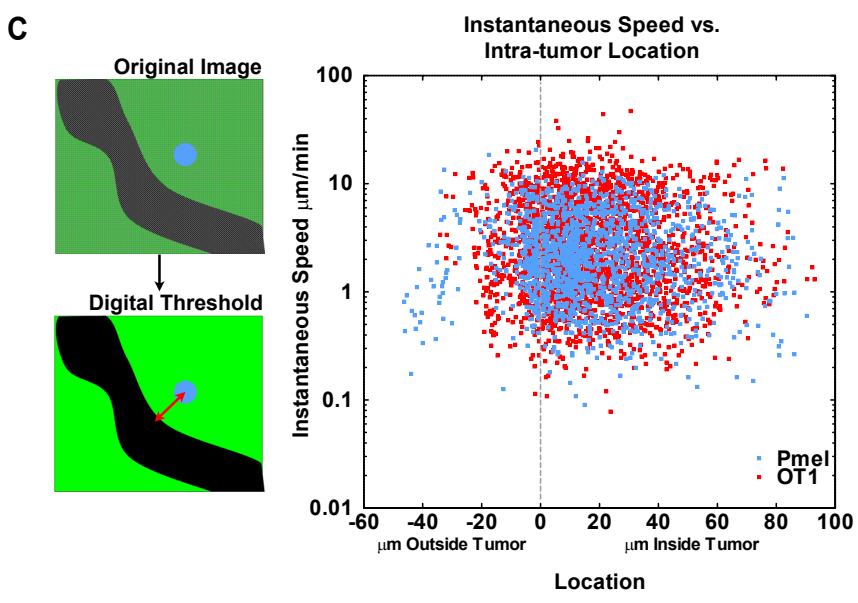 C
Original Image
Digital Threshold
Instantaneous Speed vs.
Intra-tumor Location
Instantaneous Speed μm/min
100
10
1
0.1
0.01
Pmel
OT1
-60 -40 -20 0 20 40 60 80 100
μm Outside Tumor μm Inside Tumor
Location